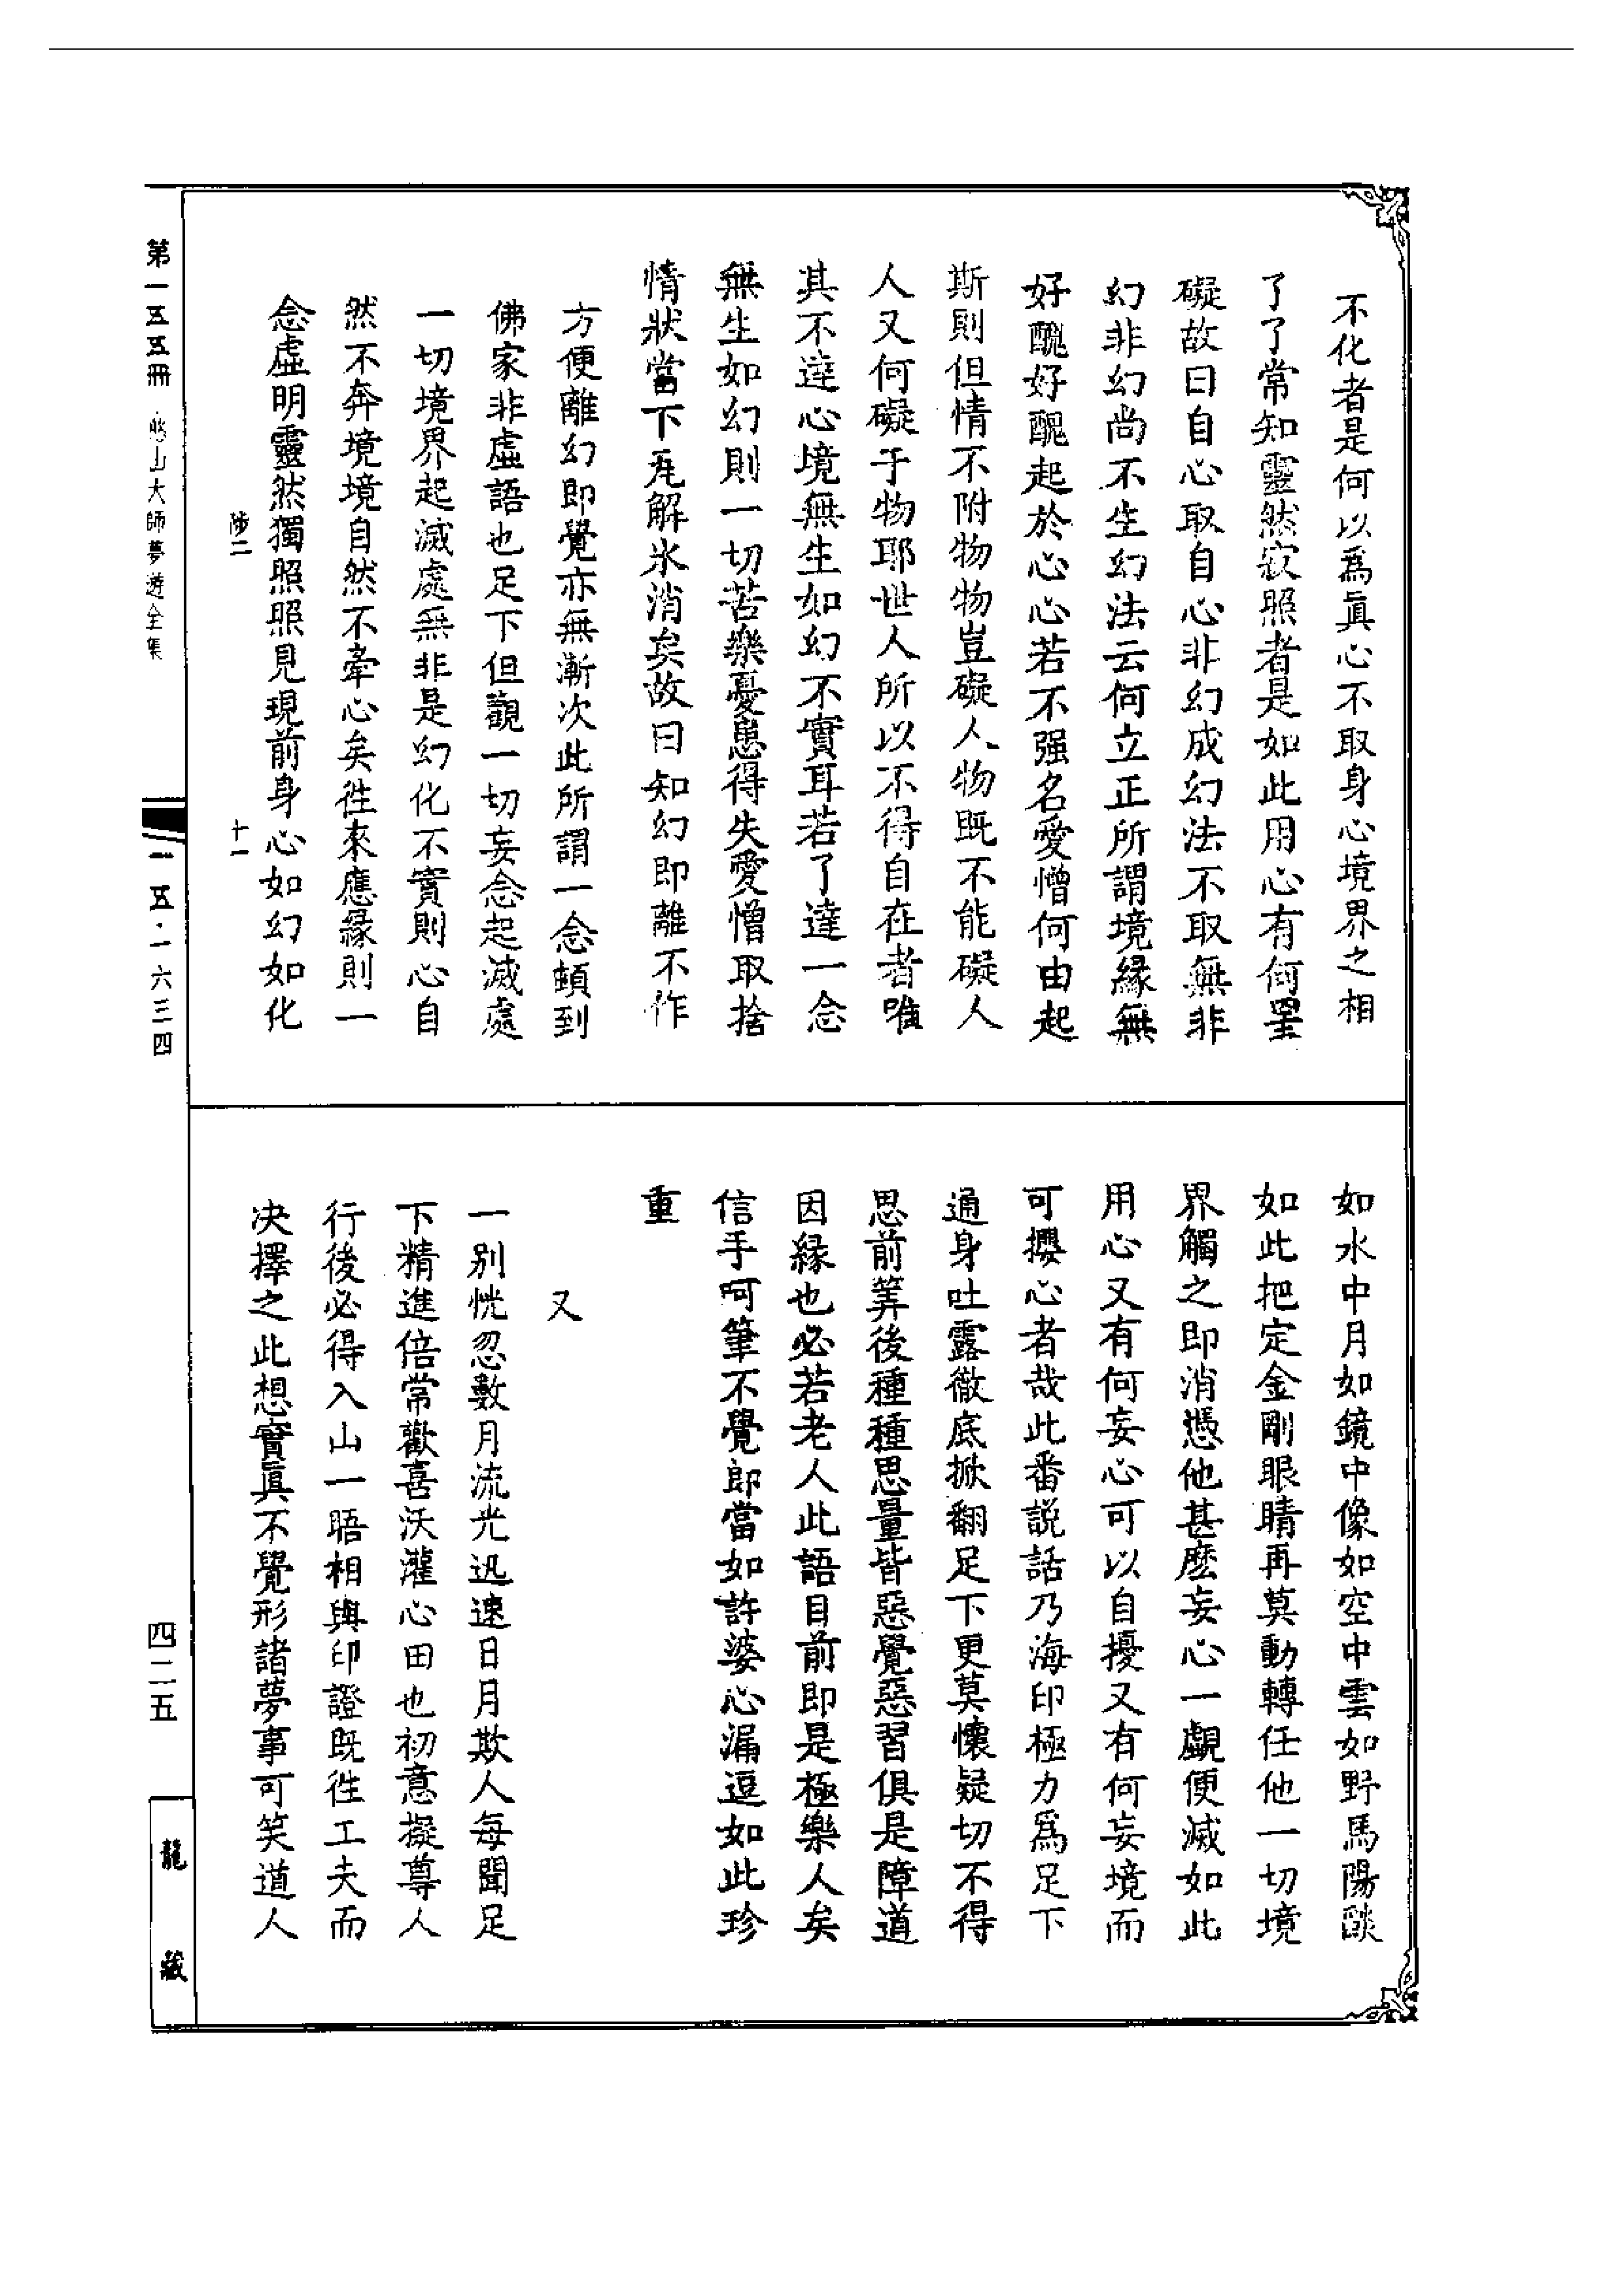 不化者是何以爲眞心不取身心境界之相
了了常知靈然寂照者是如此用心有何罣
礙故曰自心取自心非幻成幻法不取無非
幻非幻尚不生幻法云何立正所謂境緣無
好醜好醜起於心心若不强名愛憎何由起
斯則但情不附物物豈礙人物既不能礙人
人又何礙于物耶世人所以不得自在者唯
其不達心境無生如幻不實耳若了達一念
無生如幻則一切苦樂憂患得失愛憎取捨
情狀當下瓦解氷消矣故曰知幻即離不作
方便離幻即覺亦無漸次此所謂一念頓到
佛家非虛語也足下但觀一切妄念起滅處
一切境界起滅處無非是幻化不實則心自
然不奔境境自然不牽心矣徃來應緣則一
念虛明靈然獨照照見現前身心如幻如化
陟二 十一
如水中月如鏡中像如空中雲如野馬陽燄
如此把定金剛眼睛再莫動轉任他一切境
界觸之即消憑他甚麽妄心一覷便滅如此
用心又有何妄心可以自擾又有何妄境而
可攖心者哉此番説話乃海印極力爲足下
通身吐露徹底掀翻足下更莫懷疑切不得
思前筭後種種思量皆惡覺惡習俱是障道
因緣也必若老人此語目前即是極樂人矣
信手呵筆不覺郎當如許婆心漏逗如此珍
重
又
一别恍忽數月流光迅速日月欺人每聞足
下精進倍常歡喜沃灌心田也初意擬尊人
行後必得入山一晤相與印證既徃工夫而
决擇之此想實眞不覺形諸夢事可笑道人
第一五五冊 憨山大師夢遊全集
一五·一六三四
四二五
龍藏